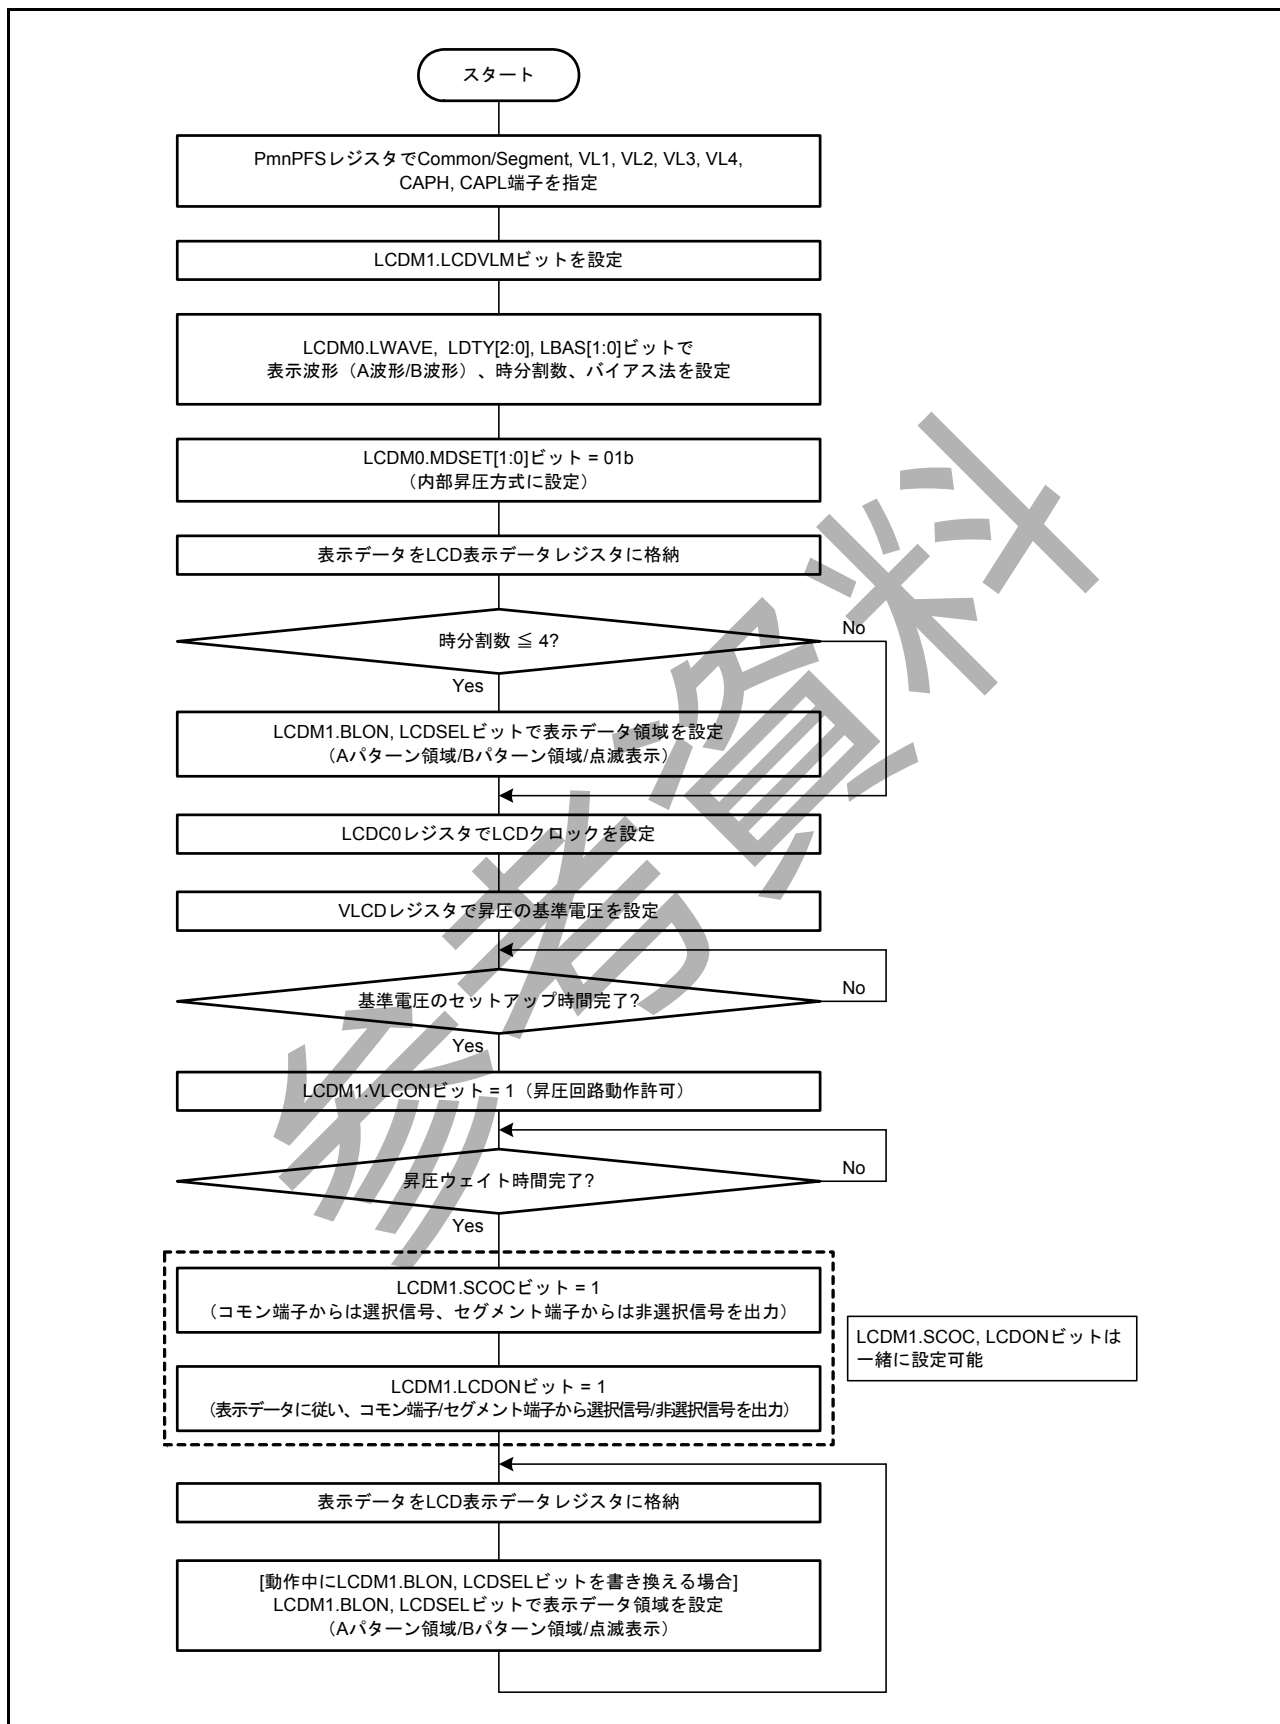 スタート
PmnPFSレジスタでCommon/Segment, VL1, VL2, VL3, VL4,
CAPH, CAPL端子を指定
LCDM1.LCDVLMビットを設定
LCDM0.LWAVE, LDTY[2:0], LBAS[1:0]ビットで
表示波形（A波形/B波形）、時分割数、バイアス法を設定
LCDM0.MDSET[1:0]ビット = 01b
（内部昇圧方式に設定）
表示データをLCD表示データレジスタに格納
時分割数 ≦ 4?
No
Yes
LCDM1.BLON, LCDSELビットで表示データ領域を設定
（Aパターン領域/Bパターン領域/点滅表示）
LCDC0レジスタでLCDクロックを設定
VLCDレジスタで昇圧の基準電圧を設定
基準電圧のセットアップ時間完了?
No
Yes
LCDM1.VLCONビット = 1（昇圧回路動作許可）
昇圧ウェイト時間完了?
No
Yes
LCDM1.SCOCビット = 1
（コモン端子からは選択信号、セグメント端子からは非選択信号を出力）
LCDM1.SCOC, LCDONビットは
一緒に設定可能
LCDM1.LCDONビット = 1
（表示データに従い、コモン端子/セグメント端子から選択信号/非選択信号を出力）
表示データをLCD表示データレジスタに格納
[動作中にLCDM1.BLON, LCDSELビットを書き換える場合]
LCDM1.BLON, LCDSELビットで表示データ領域を設定
（Aパターン領域/Bパターン領域/点滅表示）
参考資料